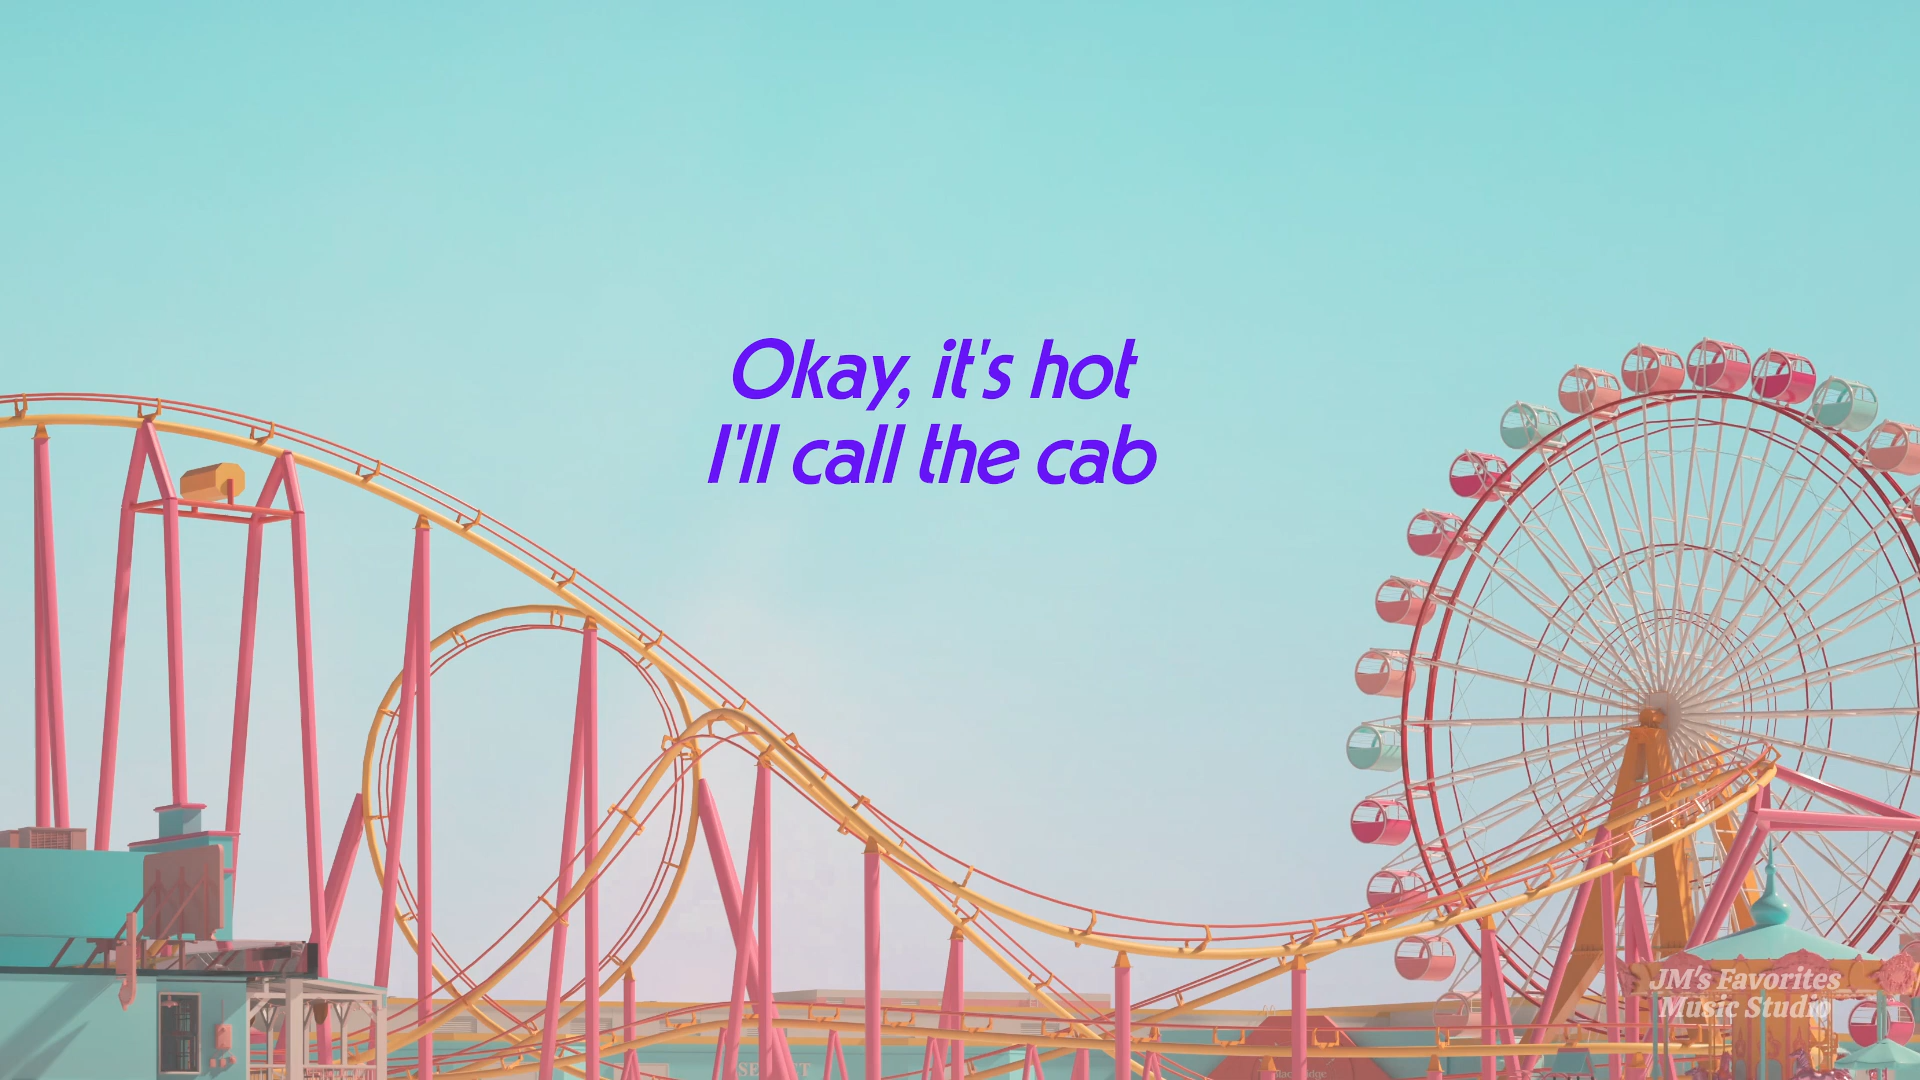 Okay, it's hot
I'll call the cab
JM's Favorites
Music Studio